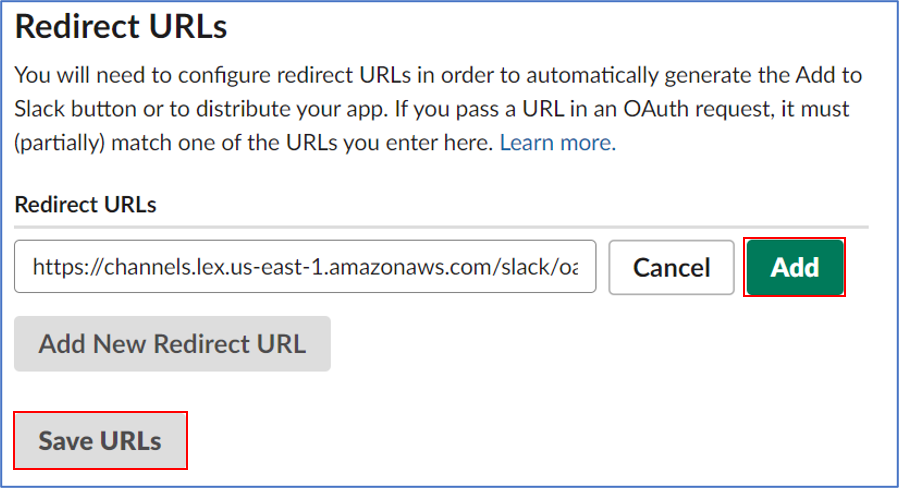 Redirect URLs
You will need to configure redirect URLs in order to automatically generate the Add to
Slack button or to distribute your app. If you pass a URL in an OAuth request, it must
(partially) match one of the URLs you enter here. Learn more.
Redirect URLs
https://channels.lex.us-east-1.amazonaws.com/slack/oa Cancel Add
Add New Redirect URL
Save URLs